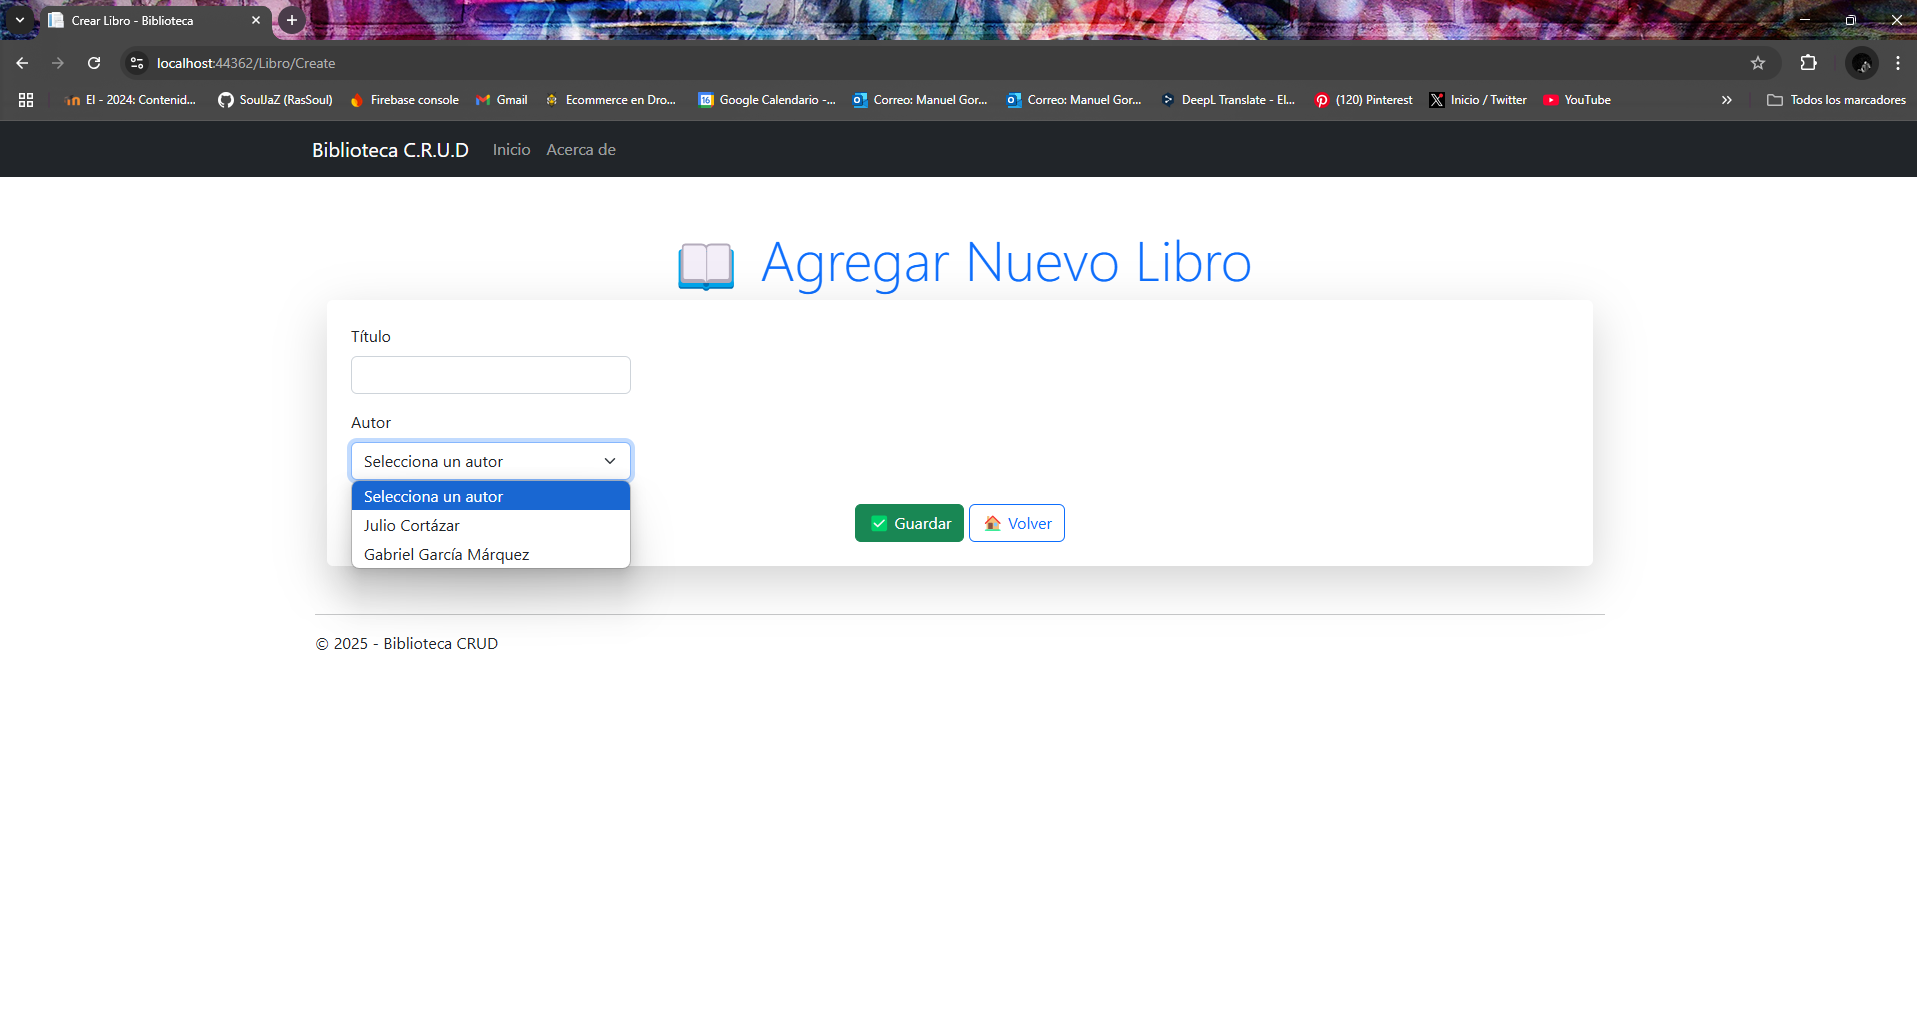 Crear Libro - Biblioteca
localhost:44362/Libro/Create
EI - 2024: Contenid...
SoulJaZ (RasSoul)
Firebase console
Gmail
Ecommerce en Dro...
Google Calendario -...
Correo: Manuel Gor...
Correo: Manuel Gor...
DeepL Translate - El...
(120) Pinterest
Inicio / Twitter
YouTube
Todos los marcadores
Biblioteca C.R.U.D
Inicio
Acerca de
Agregar Nuevo Libro
Título
Autor
Selecciona un autor
Selecciona un autor
Julio Cortázar
Gabriel García Márquez
Guardar
Volver
© 2025 - Biblioteca CRUD